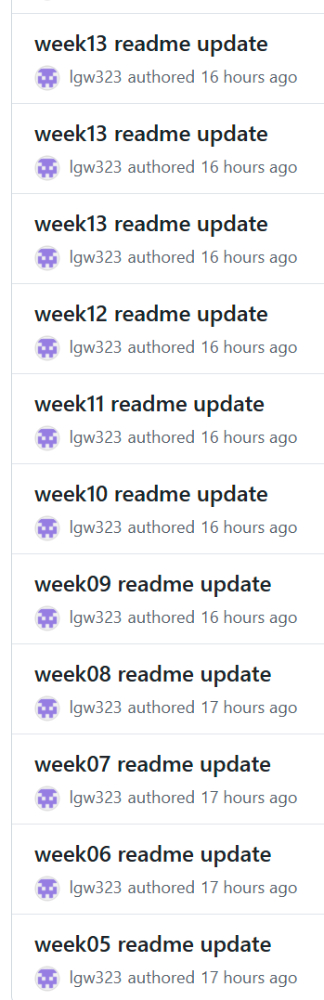 week13 readme update
lgw323 authored 16 hours ago
week13 readme update
lgw323 authored 16 hours ago
week13 readme update
lgw323 authored 16 hours ago
week12 readme update
lgw323 authored 16 hours ago
week11 readme update
lgw323 authored 16 hours ago
week10 readme update
lgw323 authored 16 hours ago
week09 readme update
lgw323 authored 16 hours ago
week08 readme update
lgw323 authored 17 hours ago
week07 readme update
lgw323 authored 17 hours ago
week06 readme update
lgw323 authored 17 hours ago
week05 readme update
lgw323 authored 17 hours ago